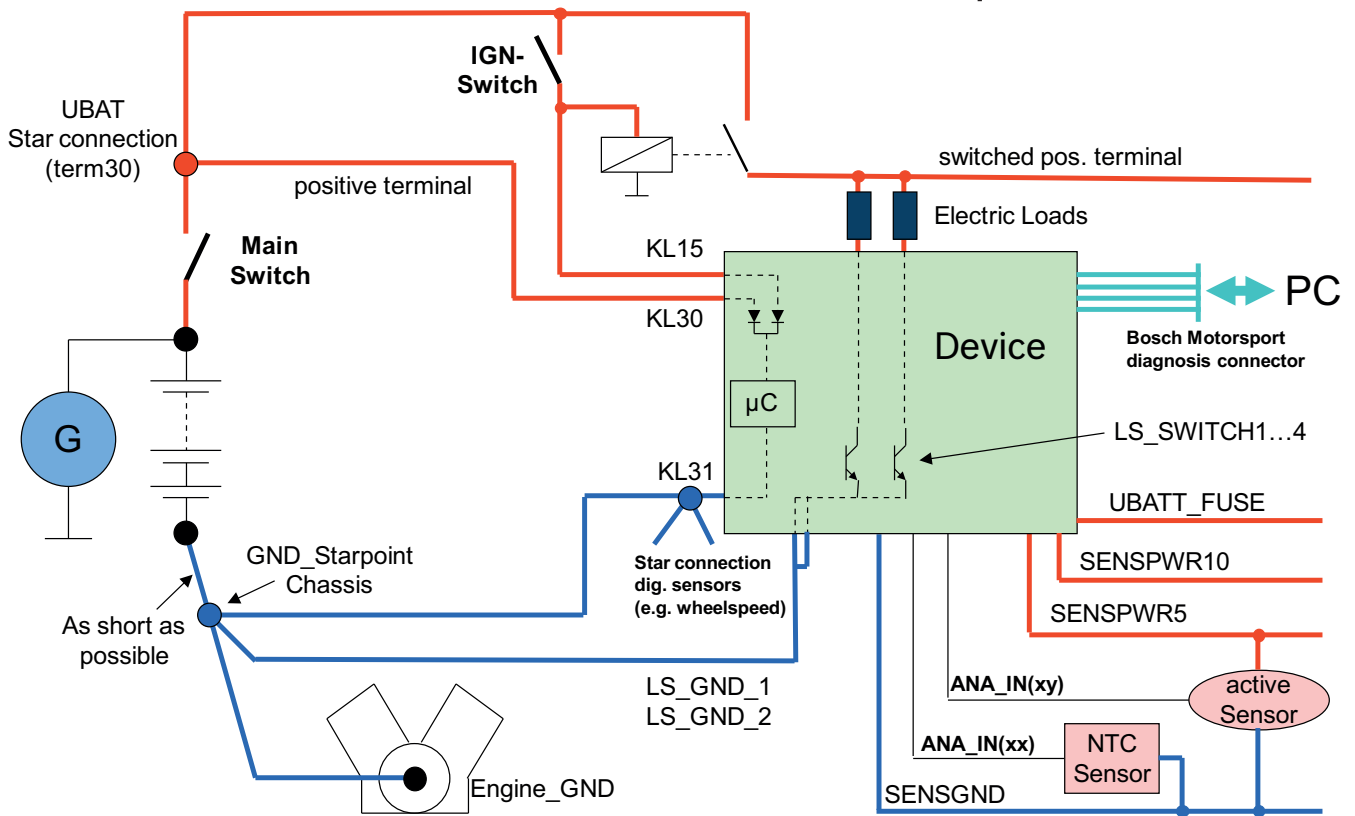 IGN-
Switch
UBAT
Star connection
(term30)
positive terminal
switched pos. terminal
Electric Loads
Main
Switch
KL15
KL30
Device
PC
Bosch Motorsport
diagnosis connector
µC
G
LS_SWITCH1…4
KL31
UBATT_FUSE
GND_Starpoint
Chassis
Star connection
dig. sensors
(e.g. wheelspeed)
SENSPWR10
As short as
possible
SENSPWR5
LS_GND_1
LS_GND_2
ANA_IN(xy)
active
Sensor
ANA_IN(xx)
NTC
Sensor
Engine_GND
SENSGND